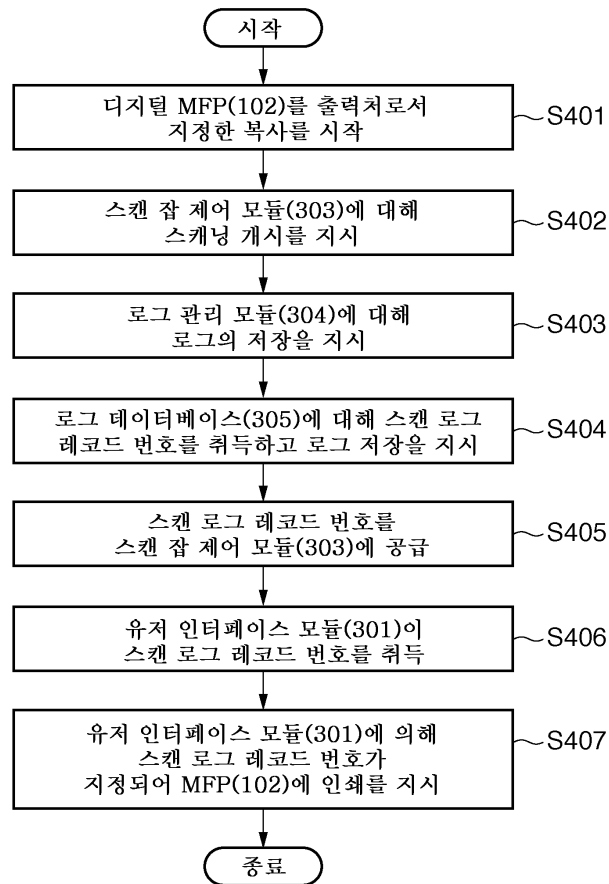 시작
디지털 MFP(102)를 출력처로서
지정한 복사를 시작
S401
스캔 잡 제어 모듈(303)에 대해
스캐닝 개시를 지시
S402
로그 관리 모듈(304)에 대해
로그의 저장을 지시
S403
로그 데이터베이스(305)에 대해 스캔 로그
레코드 번호를 취득하고 로그 저장을 지시
S404
스캔 로그 레코드 번호를
스캔 잡 제어 모듈(303)에 공급
S405
유저 인터페이스 모듈(301)이
스캔 로그 레코드 번호를 취득
S406
유저 인터페이스 모듈(301)에 의해
스캔 로그 레코드 번호가
지정되어 MFP(102)에 인쇄를 지시
S407
종료